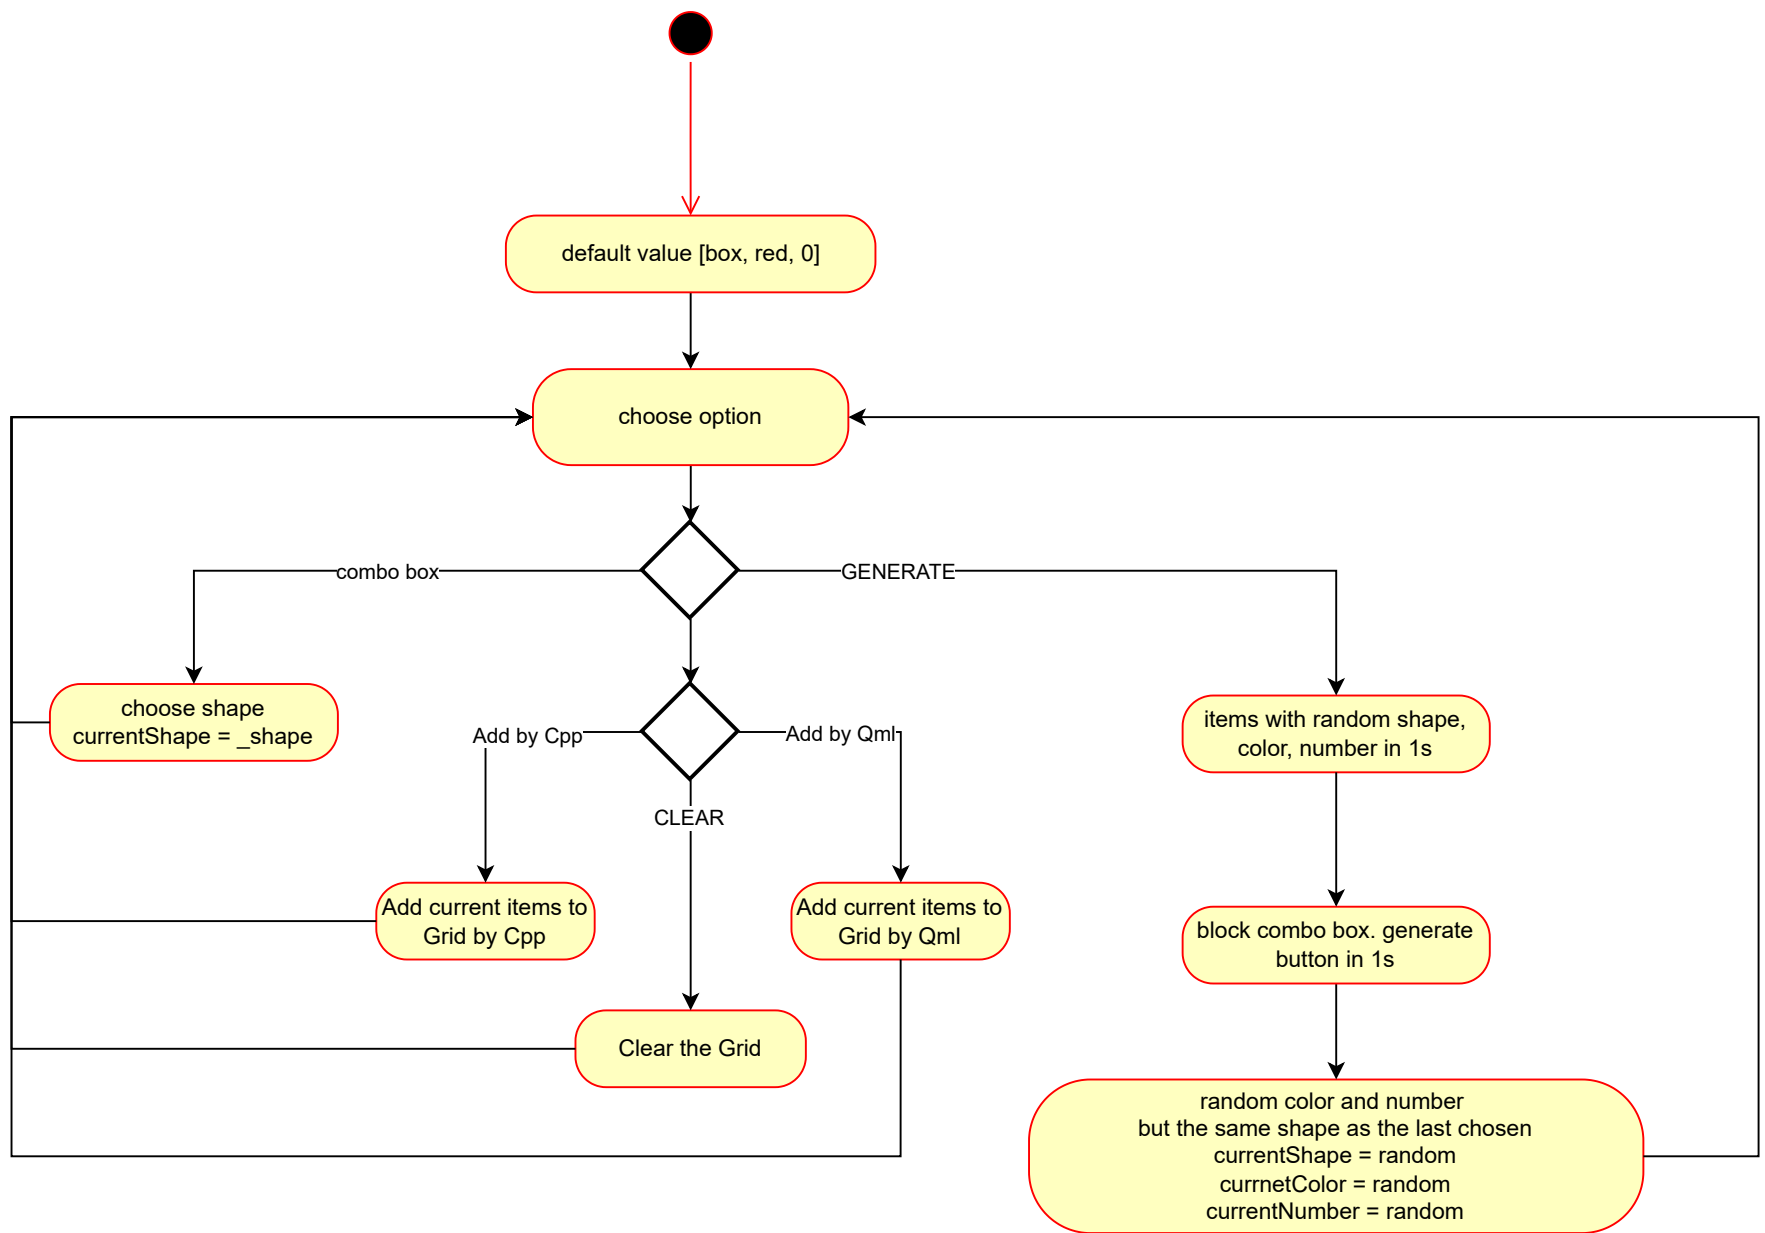 default value [box, red, 0]
choose option
combo box
GENERATE
choose shape
currentShape = _shape
Add by Cpp
Add by Qml
items with random shape,
color, number in 1s
CLEAR
Add current items to
Grid by Cpp
Add current items to
Grid by Qml
block combo box. generate
button in 1s
Clear the Grid
random color and number
but the same shape as the last chosen
currentShape = random
currnetColor = random
currentNumber = random